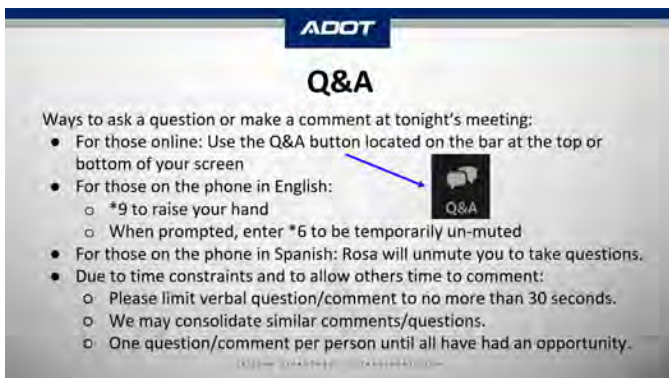 ADOT
Q&A
Ways to ask a question or make a comment at tonight's meeting:
● For those online: Use the Q&A button located on the bar at the top or
bottom of your screen
● For those on the phone in English:
○ *9 to raise your hand
Q&A
○ When prompted, enter *6 to be temporarily un-muted
● For those on the phone in Spanish: Rosa will unmute you to take questions.
● Due to time constraints and to allow others time to comment:
○ Please limit verbal question/comment to no more than 30 seconds.
○ We may consolidate similar comments/questions.
○ One question/comment per person until all have had an opportunity.